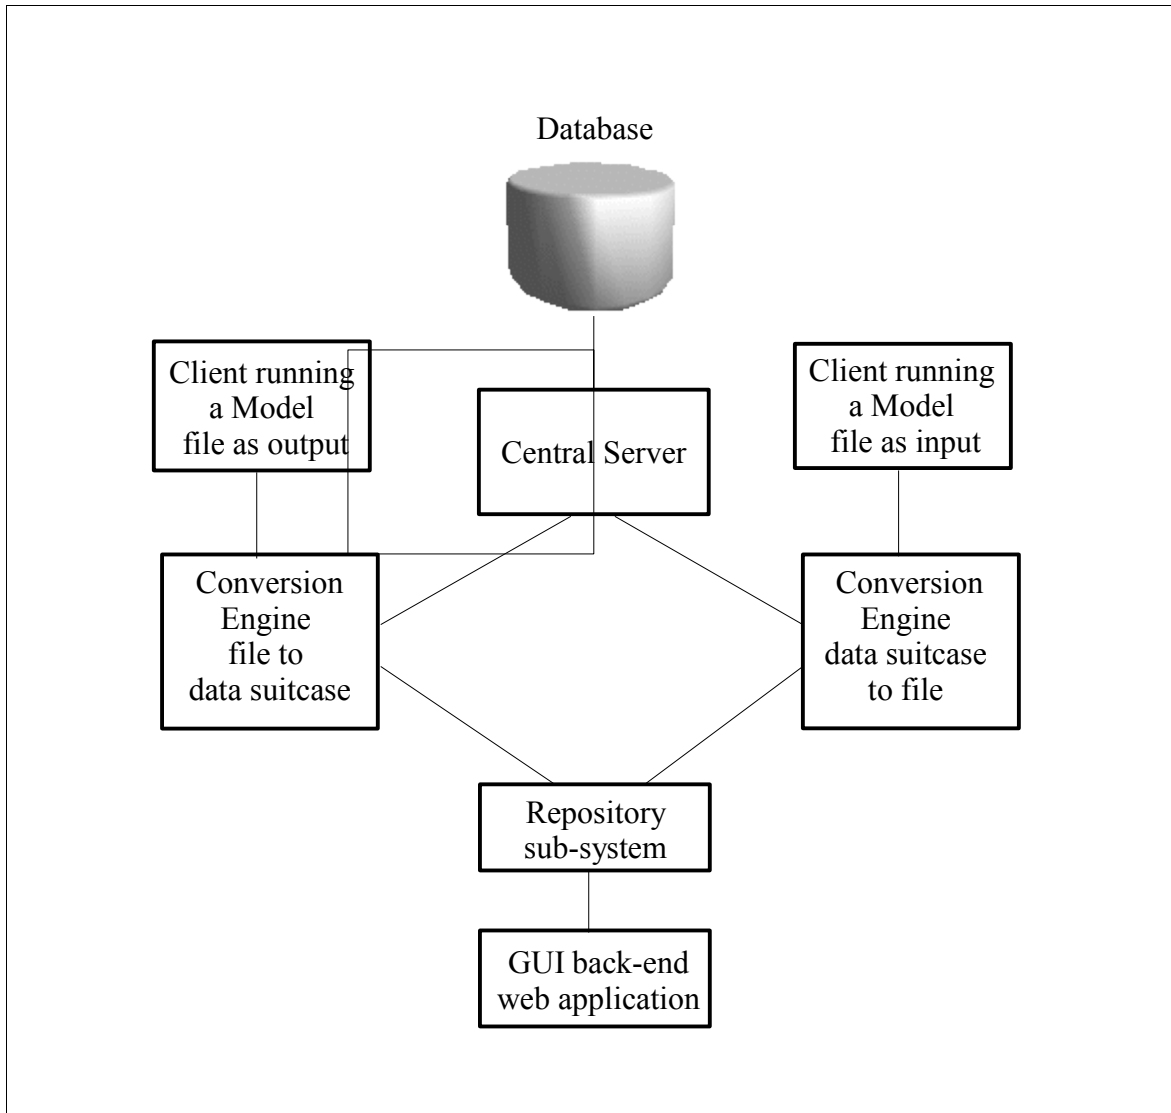 Database
Client running
a Model
file as output
Central Server
Client running
a Model
file as input
Conversion
Engine
file to
data suitcase
Conversion
Engine
data suitcase
to file
Repository
sub-system
GUI back-end
web application